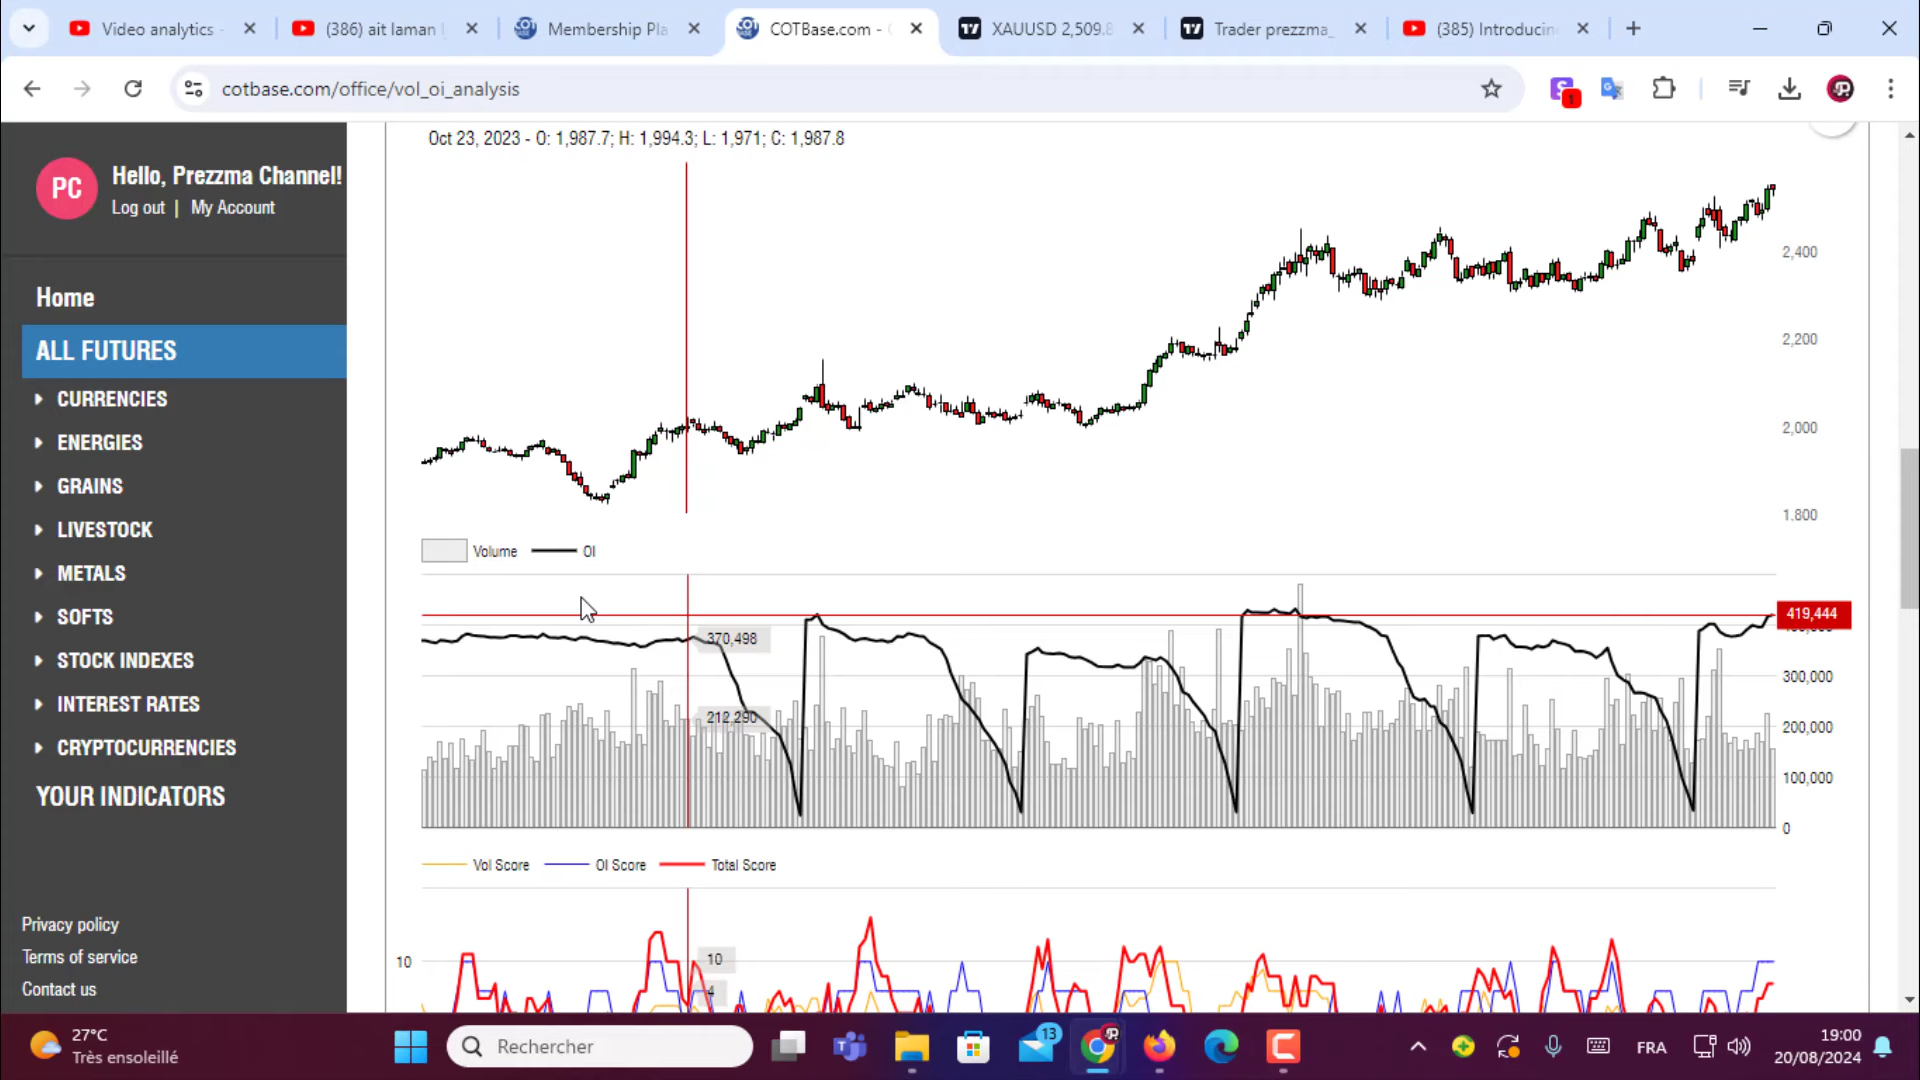 Video analytics -
(386) ait laman
Membership Pla
COTBase.com -
XAUUSD 2,509.8
Trader prezzma_
(385) Introducin
cotbase.com/office/vol_oi_analysis
1
PC
Hello, Prezzma Channel!
Log out | My Account
Home
ALL FUTURES
CURRENCIES
ENERGIES
GRAINS
LIVESTOCK
METALS
SOFTS
STOCK INDEXES
INTEREST RATES
CRYPTOCURRENCIES
YOUR INDICATORS
Privacy policy
Terms of service
Contact us
Oct 23, 2023 - O: 1,987.7; H: 1,994.3; L: 1,971; C: 1,987.8
2,400
2,200
2,000
1.800
Volume OI
419,444
370,498
300,000
212,290
200,000
100,000
0
Vol Score OI Score Total Score
10
10
4
27°C
Très ensoleillé
Rechercher
13
FRA
19:00
20/08/2024